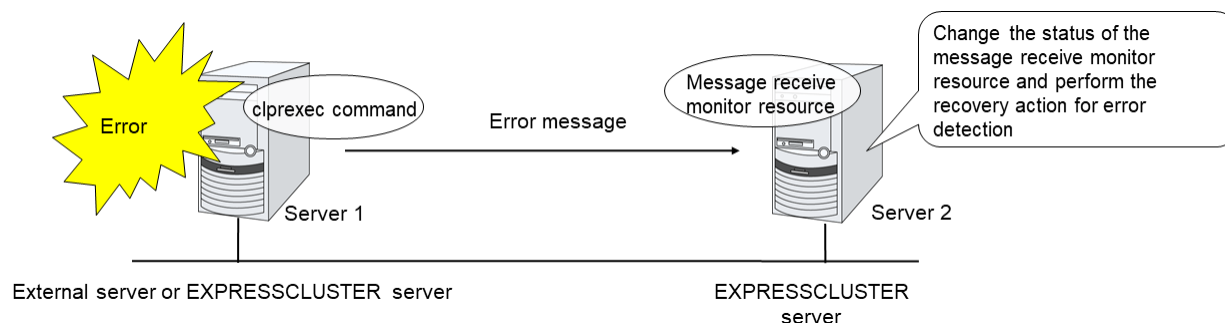 Error
clprexec command
Error message
Message receive
monitor resource
Change the status of the
message receive monitor
resource and perform the
recovery action for error
detection
Server 1
Server 2
External server or EXPRESSCLUSTER server
EXPRESSCLUSTER
server